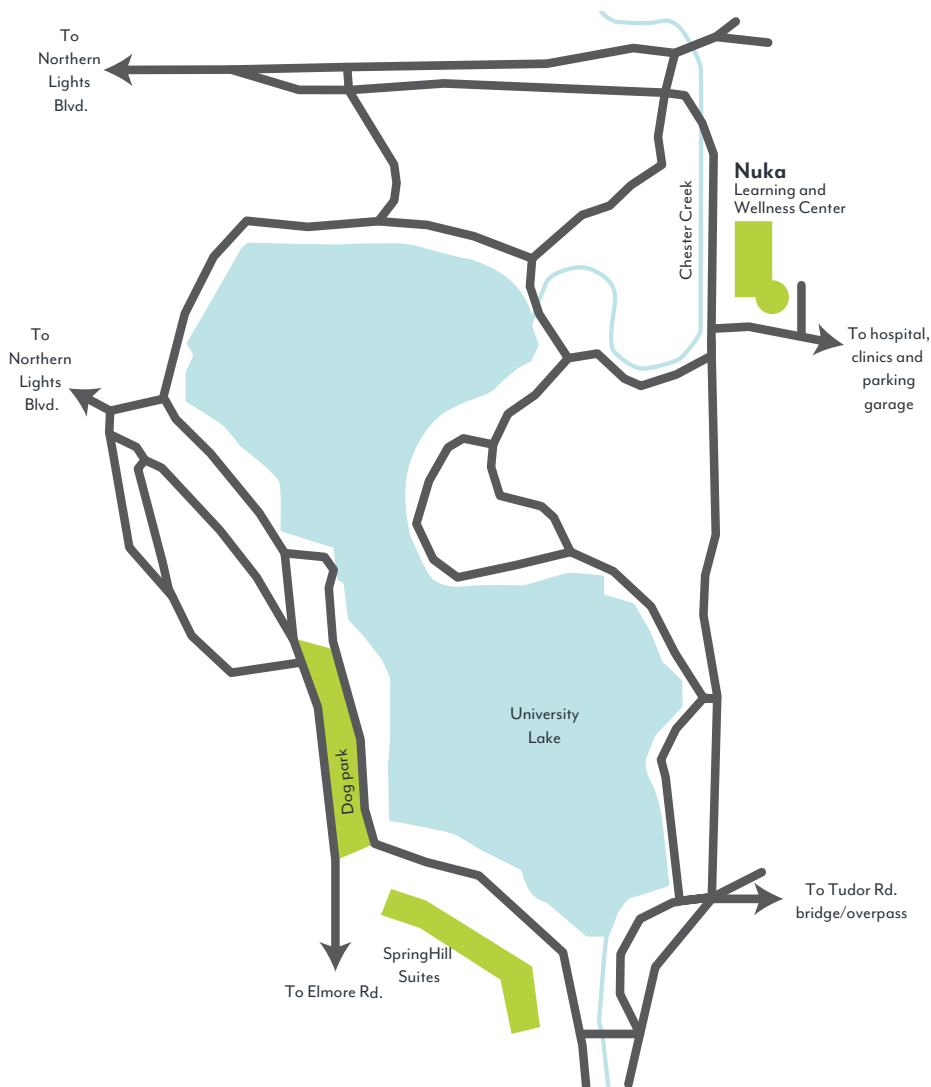 To
Northern
Lights
Blvd.
Nuka
Learning and
Wellness Center
Chester Creek
To
Northern
Lights
Blvd.
To hospital,
clinics and
parking
garage
University
Lake
Dog park
To Tudor Rd.
bridge/overpass
SpringHill
Suites
To Elmore Rd.